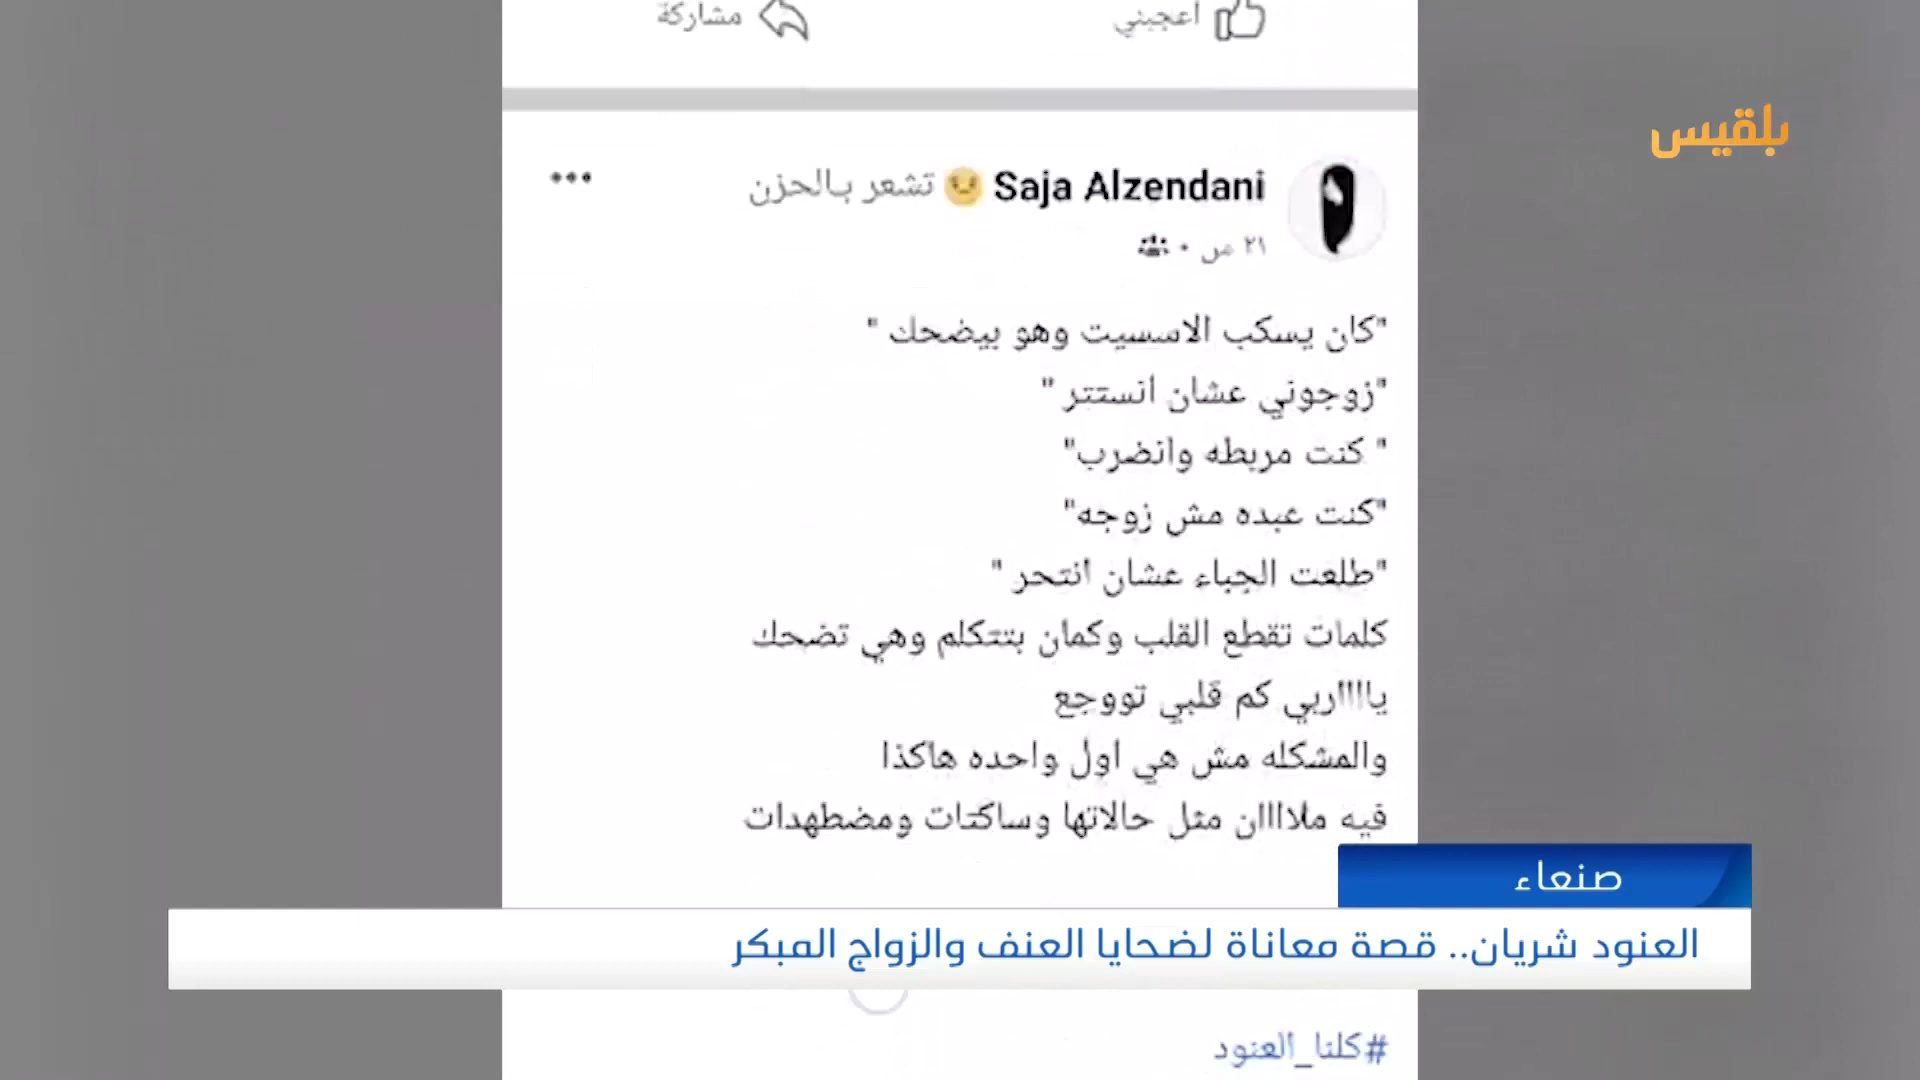 أعجبني
مشاركة
بلقيس
Saja Alzendani تشعر بـالحزن
٢١ س
"كان يسكب الاسسيت وهو بيضحك "
"زوجوني عشان انستتر "
" كنت مربطه وانضرب"
"كنت عبده مش زوجه"
"طلعت الجباء عشان انتحر "
كلمات تقطع القلب وكمان بتتكلم وهي تضحك
ياااااربي كم قلبي تووجع
والمشكله مش هي اول واحده هاكذا
فيه ملاااان مثل حالاتها وساكتات ومضطهدات
صنعاء
العنود شريان.. قصة معاناة لضحايا العنف والزواج المبكر
#كلنا_العنود